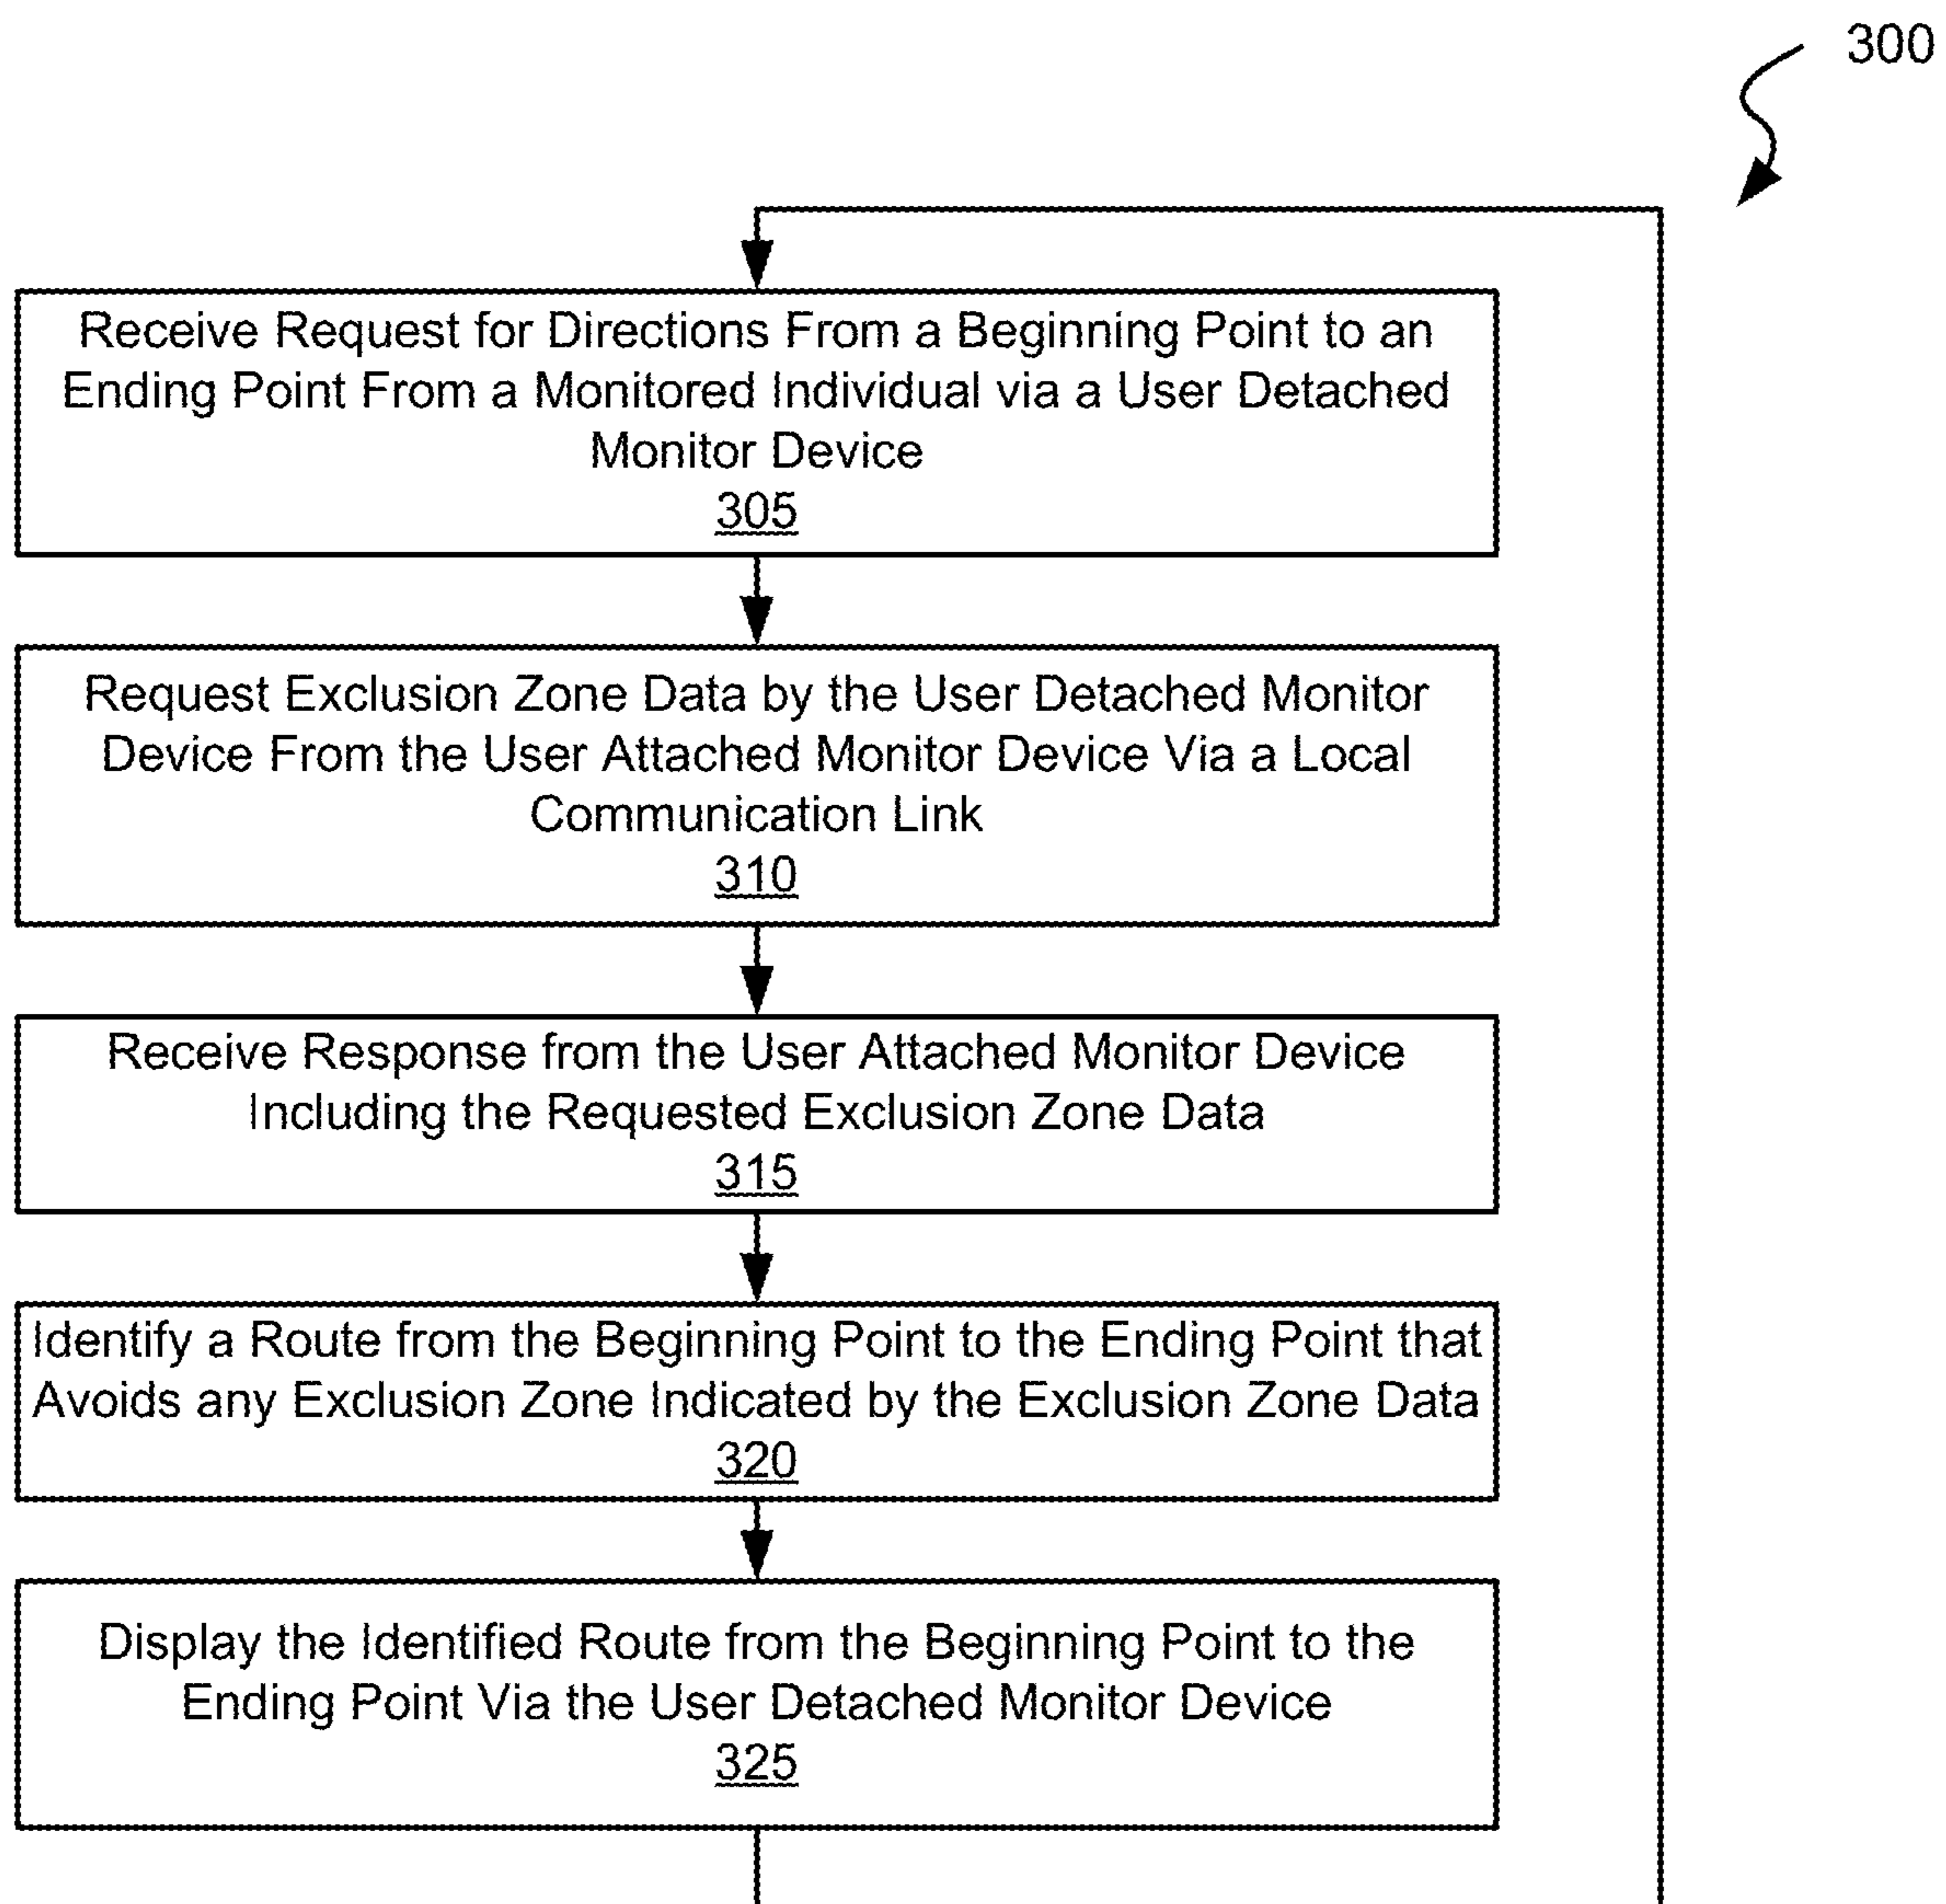 300
Receive Request for Directions From a Beginning Point to an
Ending Point From a Monitored Individual via a User Detached
Monitor Device
305
Request Exclusion Zone Data by the User Detached Monitor
Device From the User Attached Monitor Device Via a Local
Communication Link
310
Receive Response from the User Attached Monitor Device
Including the Requested Exclusion Zone Data
315
Identify a Route from the Beginning Point to the Ending Point that
Avoids any Exclusion Zone Indicated by the Exclusion Zone Data
320
Display the Identified Route from the Beginning Point to the
Ending Point Via the User Detached Monitor Device
325